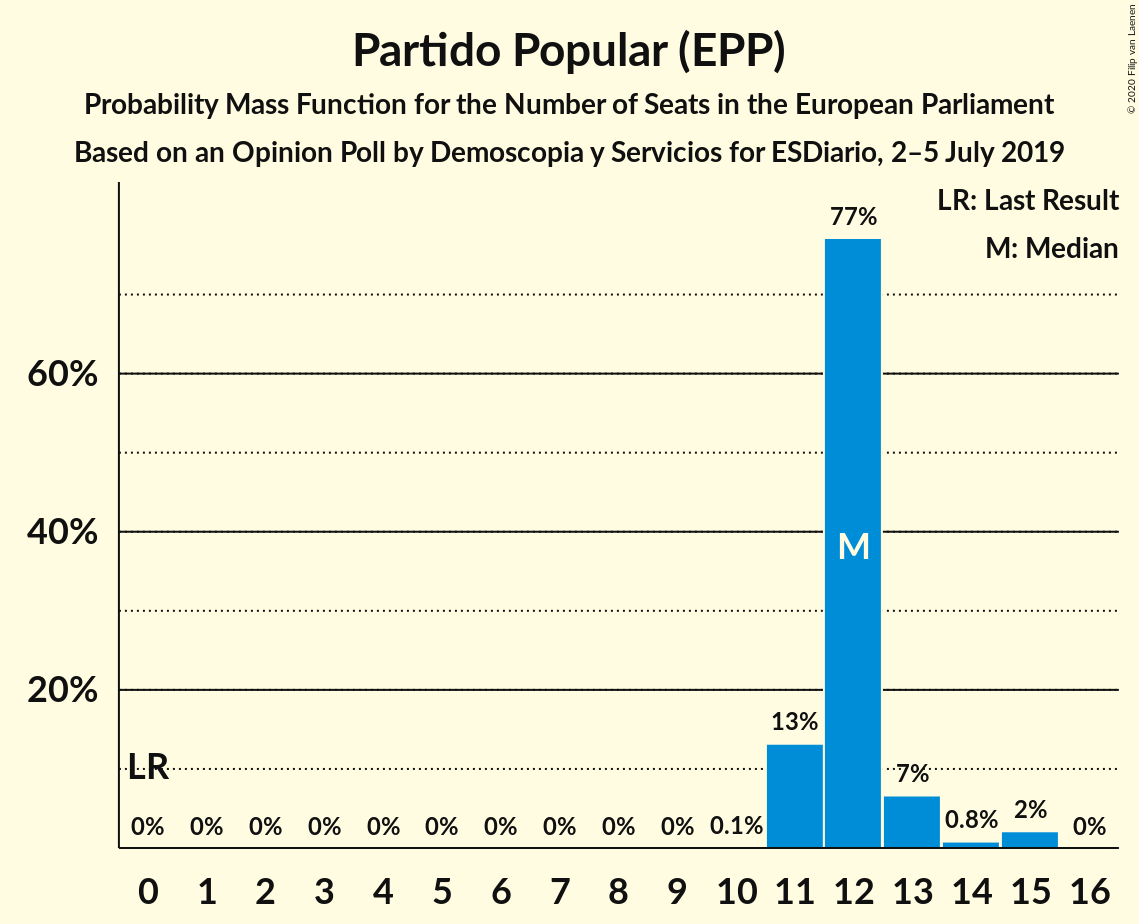 Partido Popular (EPP)
Probability Mass Function for the Number of Seats in the European Parliament
Based on an Opinion Poll by Demoscopia y Servicios for ESDiario, 2–5 July 2019
© 2020 Filip van Laenen
LR: Last Result
M: Median
77%
60%
40%
M
20%
13%
LR
7%
0% 0% 0% 0% 0% 0% 0% 0% 0% 0% 0.1% 0.8% 2% 0%
0 1 2 3 4 5 6 7 8 9 10 11 12 13 14 15 16